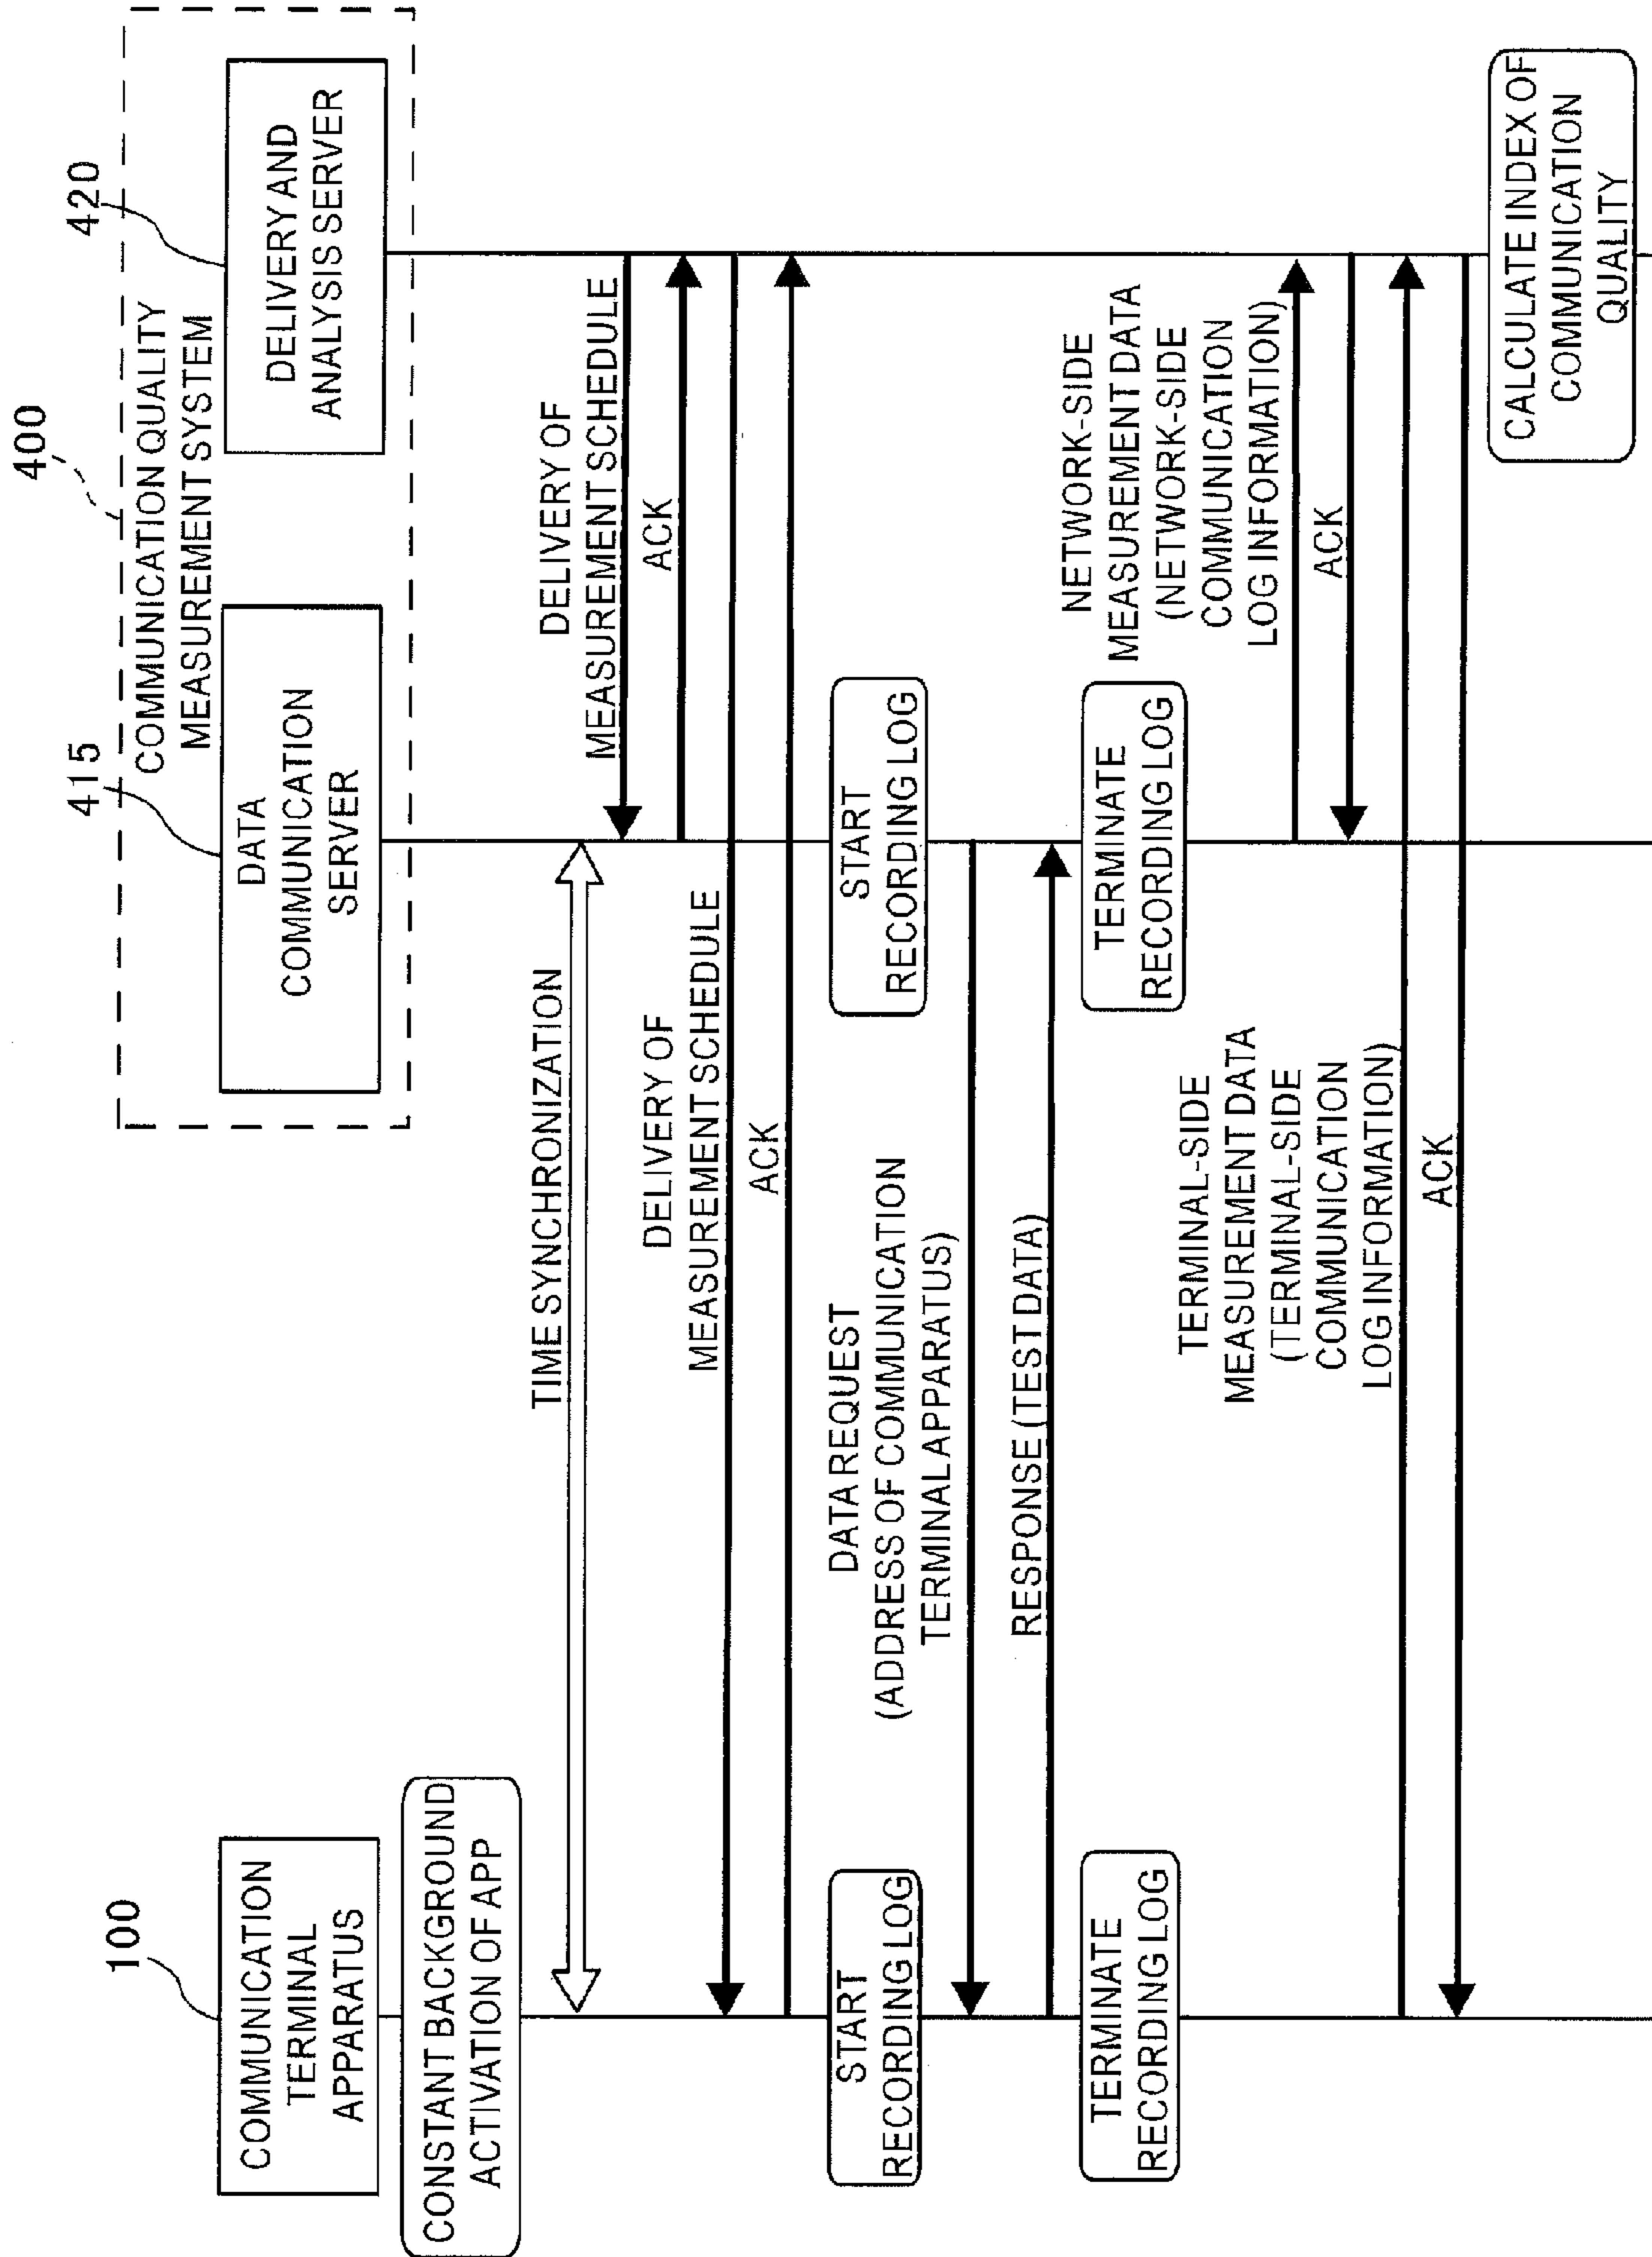 400
COMMUNICATION QUALITY
MEASUREMENT SYSTEM
100
415
420
COMMUNICATION
TERMINAL
APPARATUS
DATA
COMMUNICATION
SERVER
DELIVERY AND
ANALYSIS SERVER
CONSTANT BACKGROUND
ACTIVATION OF APP
TIME SYNCHRONIZATION
DELIVERY OF
MEASUREMENT SCHEDULE
ACK
DELIVERY OF
MEASUREMENT SCHEDULE
ACK
START
RECORDING LOG
START
RECORDING LOG
DATA REQUEST
(ADDRESS OF COMMUNICATION
TERMINAL APPARATUS)
RESPONSE (TEST DATA)
TERMINATE
RECORDING LOG
TERMINATE
RECORDING LOG
NETWORK-SIDE
MEASUREMENT DATA
(NETWORK-SIDE
COMMUNICATION
LOG INFORMATION)
ACK
TERMINAL-SIDE
MEASUREMENT DATA
(TERMINAL-SIDE
COMMUNICATION
LOG INFORMATION)
ACK
CALCULATE INDEX OF
COMMUNICATION
QUALITY